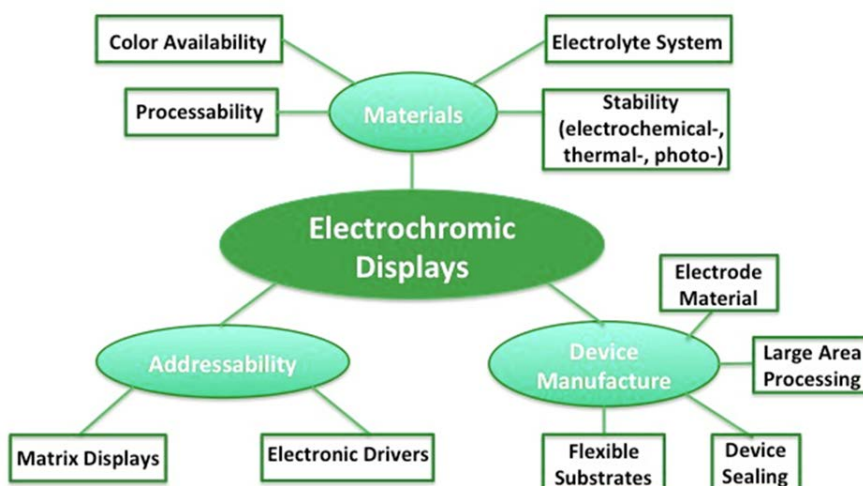 Color Availability
Electrolyte System
Processability
Materials
Stability
(electrochemical-,
thermal-, photo-)
Electrochromic
Displays
Electrode
Material
Addressability
Device
Manufacture
Large Area
Processing
Matrix Displays
Electronic Drivers
Flexible
Substrates
Device
Sealing